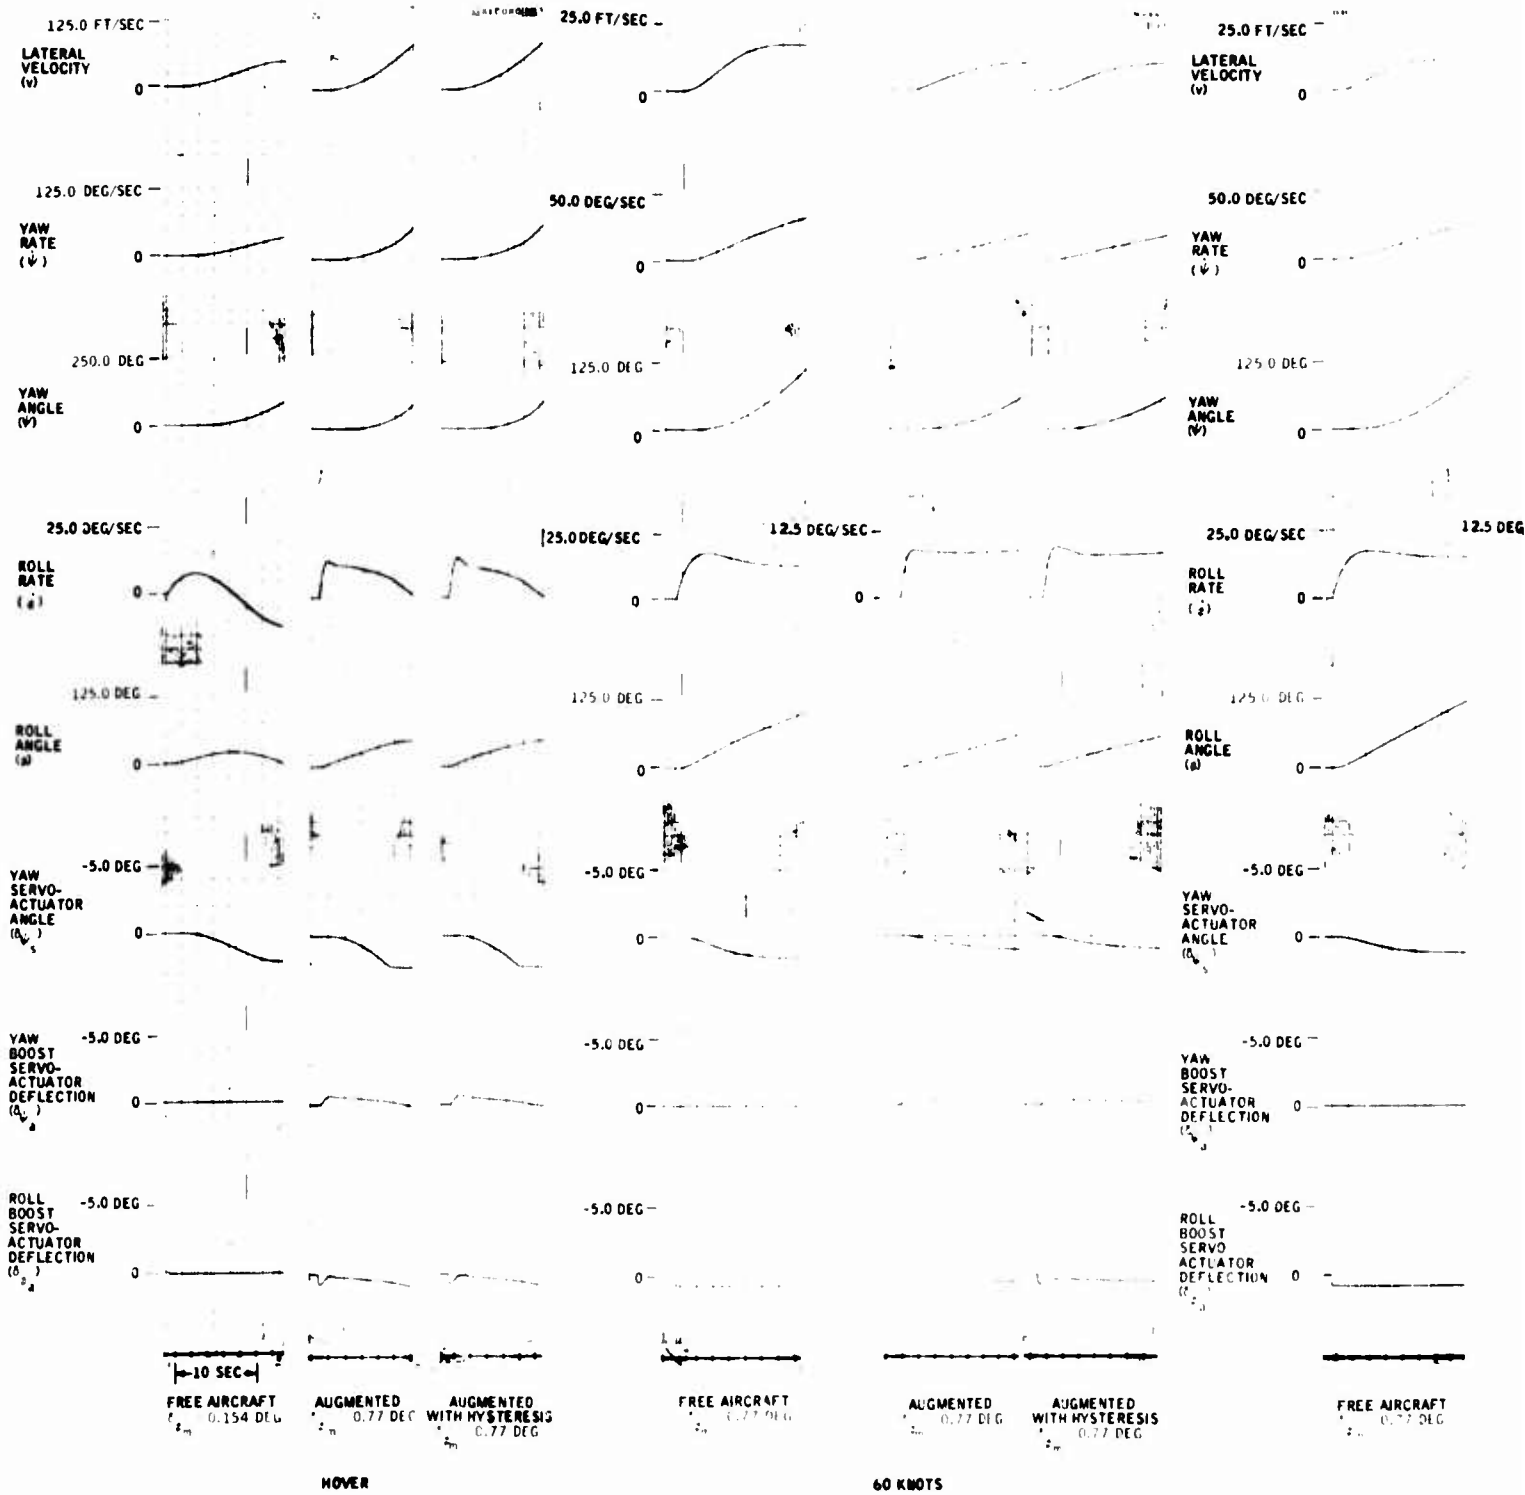 125.0 FT/SEC
LATERAL
VELOCITY
(v)
0
125.0 DEG/SEC
YAW
RATE
(ψ̇)
0
250.0 DEG
YAW
ANGLE
(ψ)
0
25.0 DEG/SEC
ROLL
RATE
0
125.0 DEG
ROLL
ANGLE
0
-5.0 DEG
YAW
SERVO-
ACTUATOR
ANGLE
0
-5.0 DEG
YAW
BOOST
SERVO-
ACTUATOR
DEFLECTION
0
-5.0 DEG
ROLL
BOOST
SERVO-
ACTUATOR
DEFLECTION
0
10 SEC
FREE AIRCRAFT
0.154 DEG
AUGMENTED
0.77 DEG
AUGMENTED
WITH HYSTERESIS
0.77 DEG
HOVER
25.0 FT/SEC
0
50.0 DEG/SEC
0
125.0 DEG
0
25.0 DEG/SEC
0
125.0 DEG
0
-5.0 DEG
0
-5.0 DEG
0
-5.0 DEG
0
12.5 DEG/SEC
0
FREE AIRCRAFT
0.77 DEG
AUGMENTED
0.77 DEG
AUGMENTED
WITH HYSTERESIS
0.77 DEG
60 KNOTS
25.0 FT/SEC
LATERAL
VELOCITY
(v)
0
50.0 DEG/SEC
YAW
RATE
(ψ̇)
0
125.0 DEG
YAW
ANGLE
(ψ)
0
25.0 DEG/SEC
ROLL
RATE
0
12.5 DEG
125.0 DEG
ROLL
ANGLE
0
-5.0 DEG
YAW
SERVO-
ACTUATOR
ANGLE
0
-5.0 DEG
YAW
BOOST
SERVO-
ACTUATOR
DEFLECTION
0
-5.0 DEG
ROLL
BOOST
SERVO
ACTUATOR
DEFLECTION
0
FREE AIRCRAFT
0.77 DEG